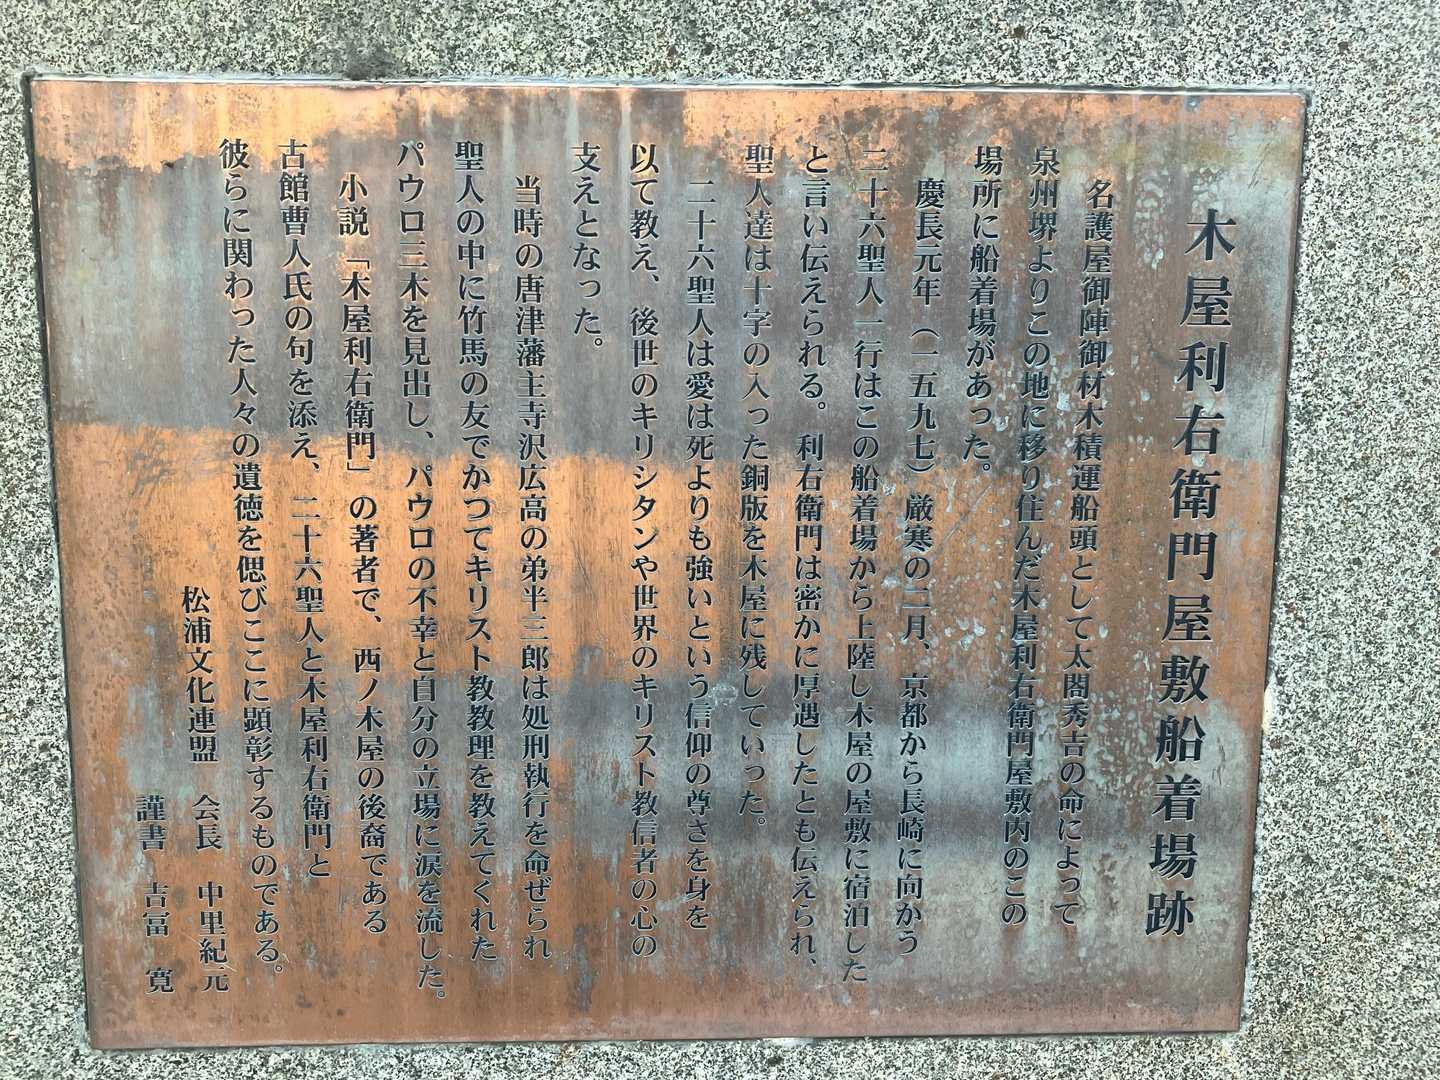 木屋利右衛門屋敷船着場跡
名護屋御陣御材木積運船頭として太閤秀吉の命によって
泉州堺よりこの地に移り住んだ木屋利右衛門屋敷内のこの
場所に船着場があった。
慶長元年（一五九七）厳寒の二月、京都から長崎に向かう
二十六聖人一行はこの船着場から上陸し木屋の屋敷に宿泊した
と言い伝えられる。利右衛門は密かに厚遇したとも伝えられ、
聖人達は十字の入った銅版を木屋に残していった。
二十六聖人は愛は死よりも強いという信仰の尊さを身を
以て教え、後世のキリシタンや世界のキリスト教信者の心の
支えとなった。
当時の唐津藩主寺沢広高の弟半三郎は処刑執行を命ぜられ
聖人の中に竹馬の友でかつてキリスト教教理を教えてくれた
パウロ三木を見出し、パウロの不幸と自分の立場に涙を流した。
小説「木屋利右衛門」の著者で、西ノ木屋の後裔である
古館曹人氏の句を添え、二十六聖人と木屋利右衛門と
彼らに関わった人々の遺徳を偲びここに顕彰するものである。
松浦文化連盟　会長　中里紀元
謹書　吉冨　寛